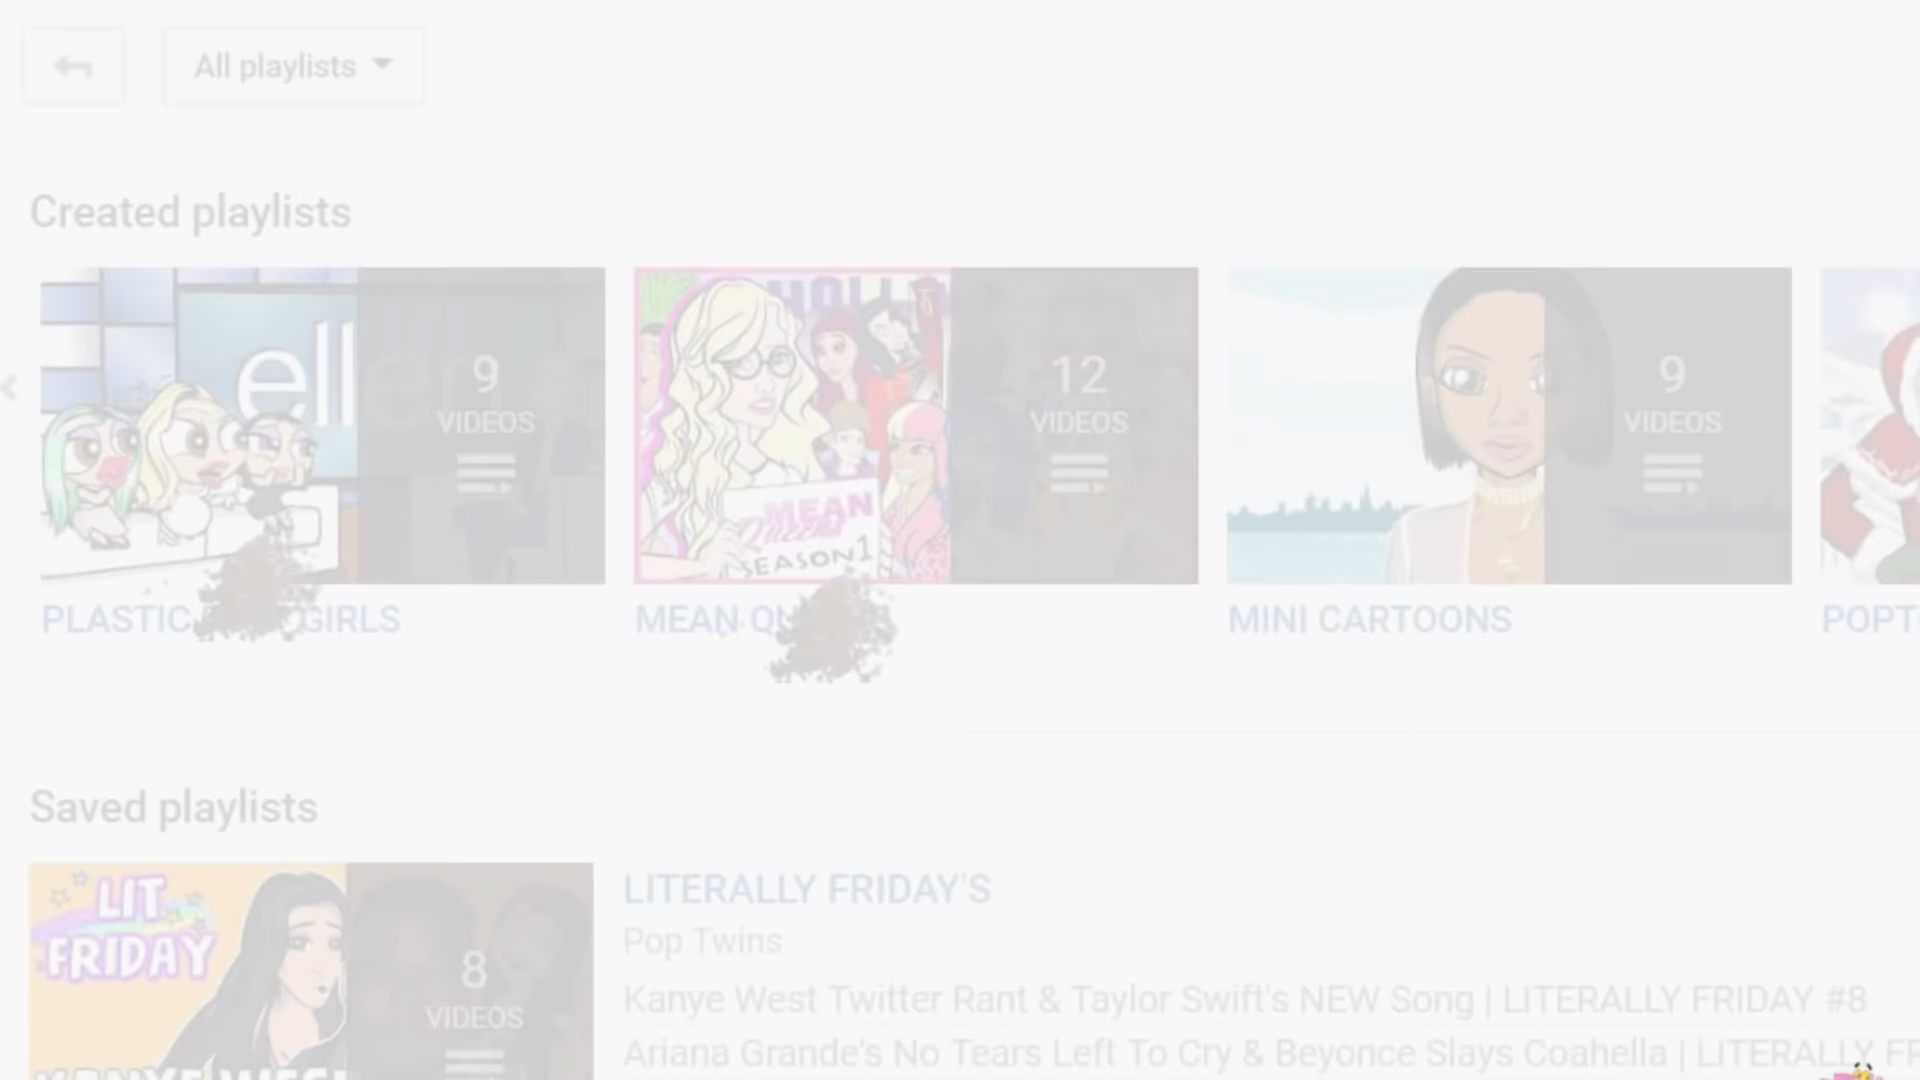 All playlists
Created playlists
ell
9
VIDEOS
MEAN
SEASON 1
12
VIDEOS
9
VIDEOS
PLASTIC GIRLS
MEAN
MINI CARTOONS
Saved playlists
LIT
FRIDAY
8
VIDEOS
LITERALLY FRIDAY'S
Pop Twins
Kanye West Twitter Rant & Taylor Swift's NEW Song | LITERALLY FRIDAY #8
Ariana Grande's No Tears Left To Cry & Beyonce Slays Coahella | LITERALLY